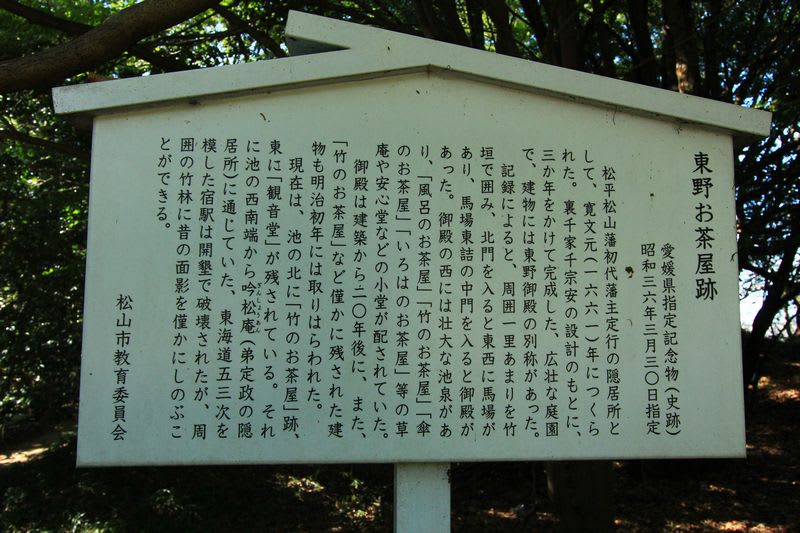 東野お茶屋跡
愛媛県指定記念物(史跡)
昭和三六年三月三〇日指定
松平松山藩初代藩主定行の隠居所と
して、寛文元(一六六一)年につくら
れた。裏千家千宗安の設計のもとに、
三か年をかけて完成した、広壮な庭園
で、建物には東野御殿の別称があった。
記録によると、周囲一里あまりを竹
垣で囲み、北門を入ると東西に馬場が
あり、馬場東詰の中門を入ると御殿が
あった。御殿の西には壮大な池泉があ
り、「風呂のお茶屋」「竹のお茶屋」「傘
のお茶屋」「いろはのお茶屋」等の草
庵や安心堂などの小堂が配されていた。
御殿は建築から二〇年後に、また、
「竹のお茶屋」など僅かに残された建
物も明治初年には取りはらわれた。
現在は、池の北に「竹のお茶屋」跡、
東に「観音堂」が残されている。それ
に池の西南端から吟松庵(弟定政の隠
ぎんしょうあん
居所)に通じていた、東海道五三次を
模した宿駅は開墾で破壊されたが、周
囲の竹林に昔の面影を僅かにしのぶこ
とができる。
松山市教育委員会